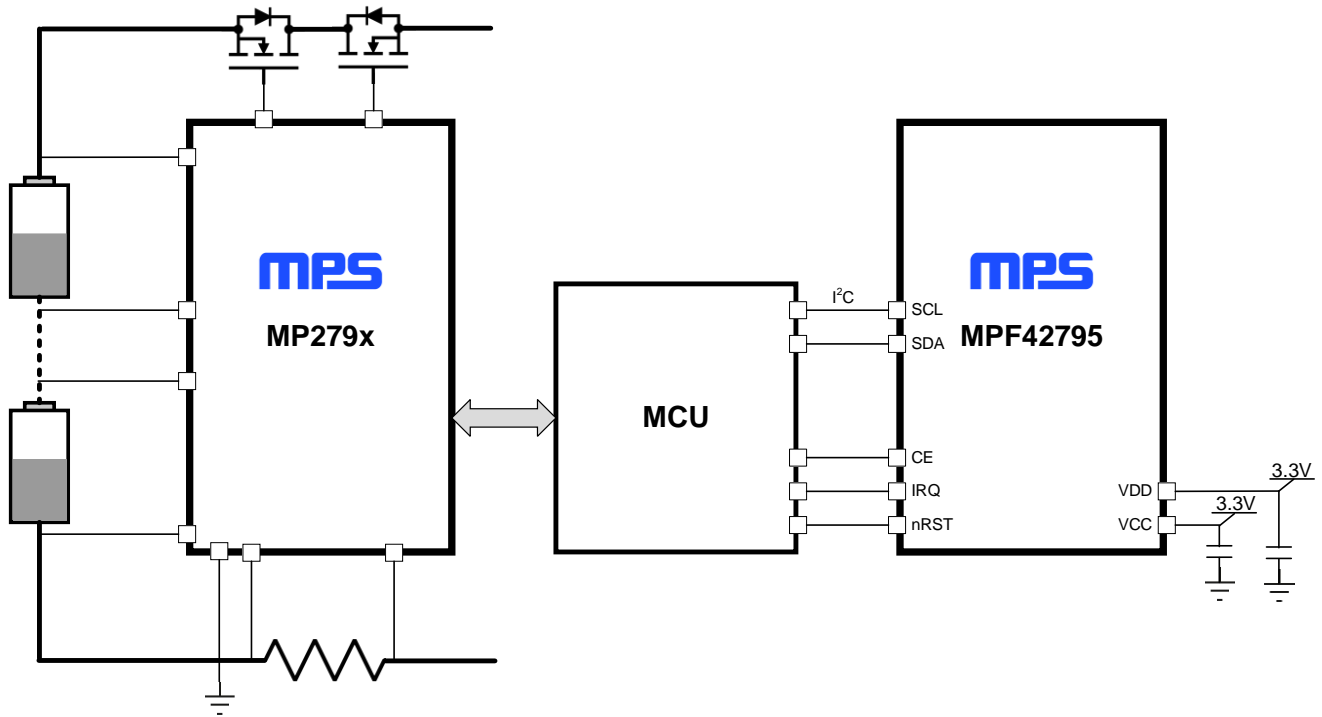 mps
MP279x
MCU
I²C
mps
MPF42795
SCL
SDA
CE
IRQ
nRST
VDD
VCC
3.3V
3.3V